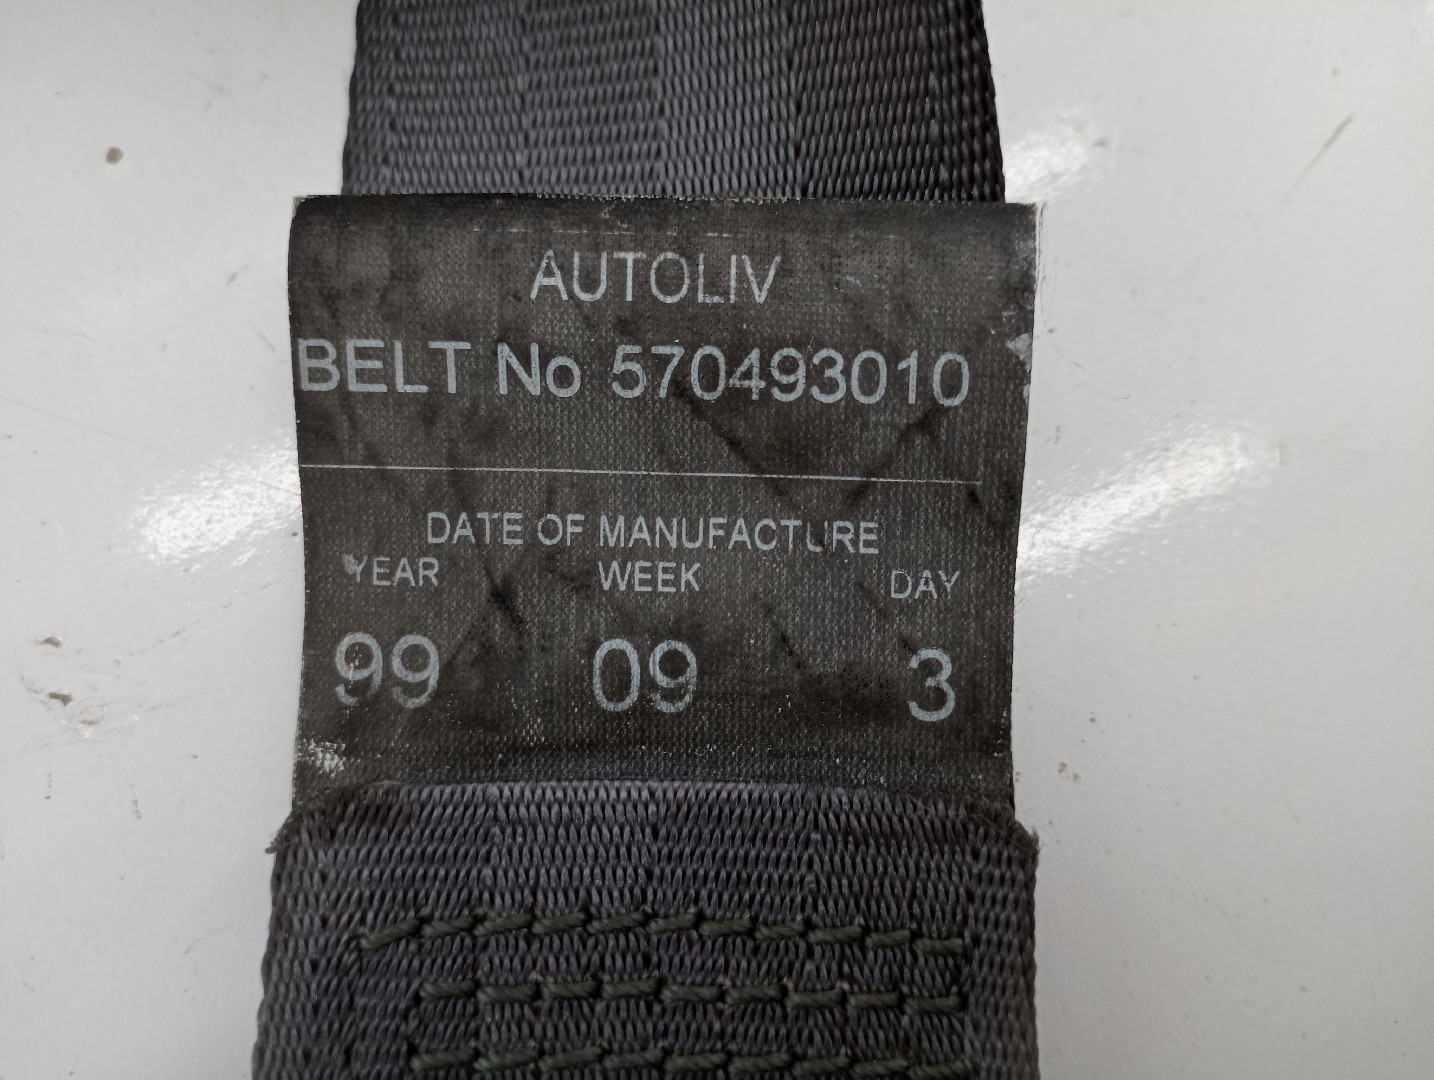 AUTOLIV
BELT No 570493010
DATE OF MANUFACTURE
YEAR WEEK DAY
99 09 3